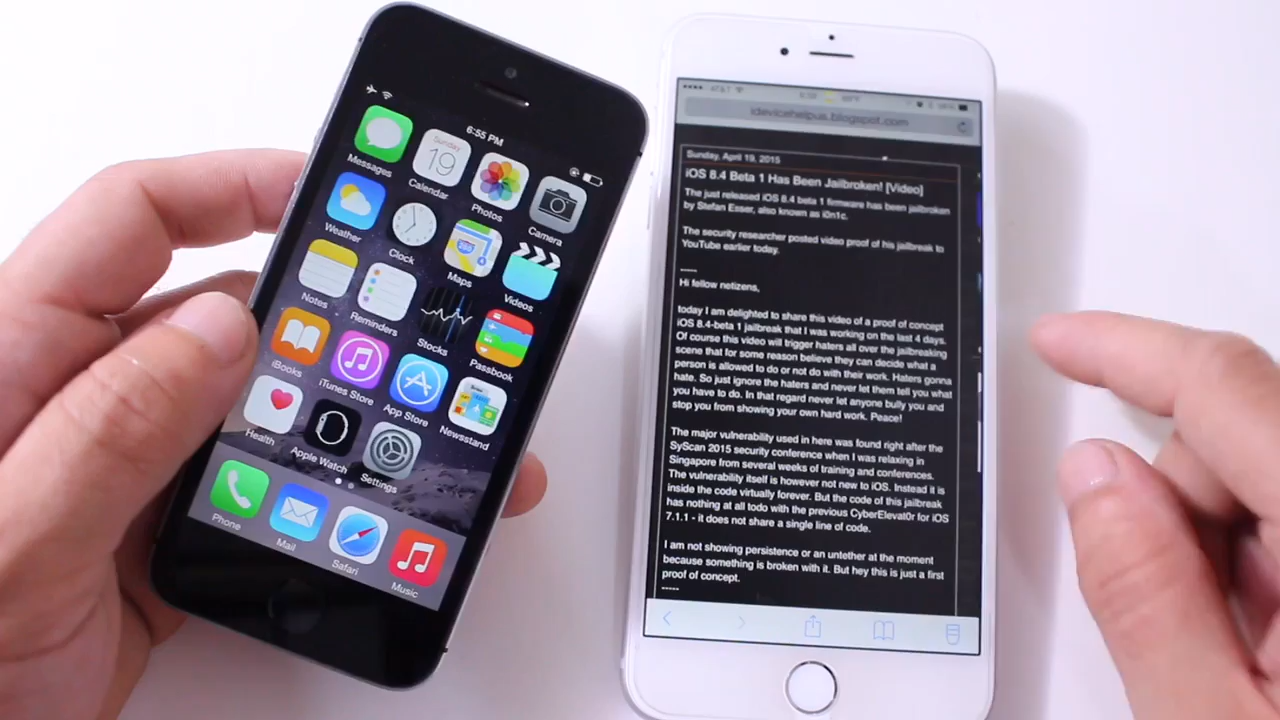 6:55 PM
Messages
Sunday
19
Calendar
Photos
Camera
Weather
Clock
280
Maps
Videos
Notes
Reminders
Stocks
Passbook
iBooks
iTunes Store
App Store
Newsstand
Health
Apple Watch
Settings
Phone
Mail
Safari
Music
AT&T
idevicehelpus.blogspot.com
Sunday, April 19, 2015
iOS 8.4 Beta 1 Has Been Jailbroken! [Video]
The just released iOS 8.4 beta 1 firmware has been jailbroken
by Stefan Esser, also known as i0n1c.
The security researcher posted video proof of his jailbreak to
YouTube earlier today.
-----
Hi fellow netizens,
today I am delighted to share this video of a proof of concept
iOS 8.4-beta 1 jailbreak that I was working on the last 4 days.
Of course this video will trigger haters all over the jailbreaking
scene that for some reason believe they can decide what a
person is allowed to do or not do with their work. Haters gonna
hate. So just ignore the haters and never let them tell you what
you have to do. In that regard never let anyone bully you and
stop you from showing your own hard work. Peace!
The major vulnerability used in here was found right after the
SyScan 2015 security conference when I was relaxing in
Singapore from several weeks of training and conferences.
The vulnerability itself is however not new to iOS. Instead it is
inside the code virtually forever. But the code of this jailbreak
has nothing at all todo with the previous CyberElevat0r for iOS
7.1.1 - it does not share a single line of code.
I am not showing persistence or an untether at the moment
because something is broken with it. But hey this is just a first
proof of concept.
-----